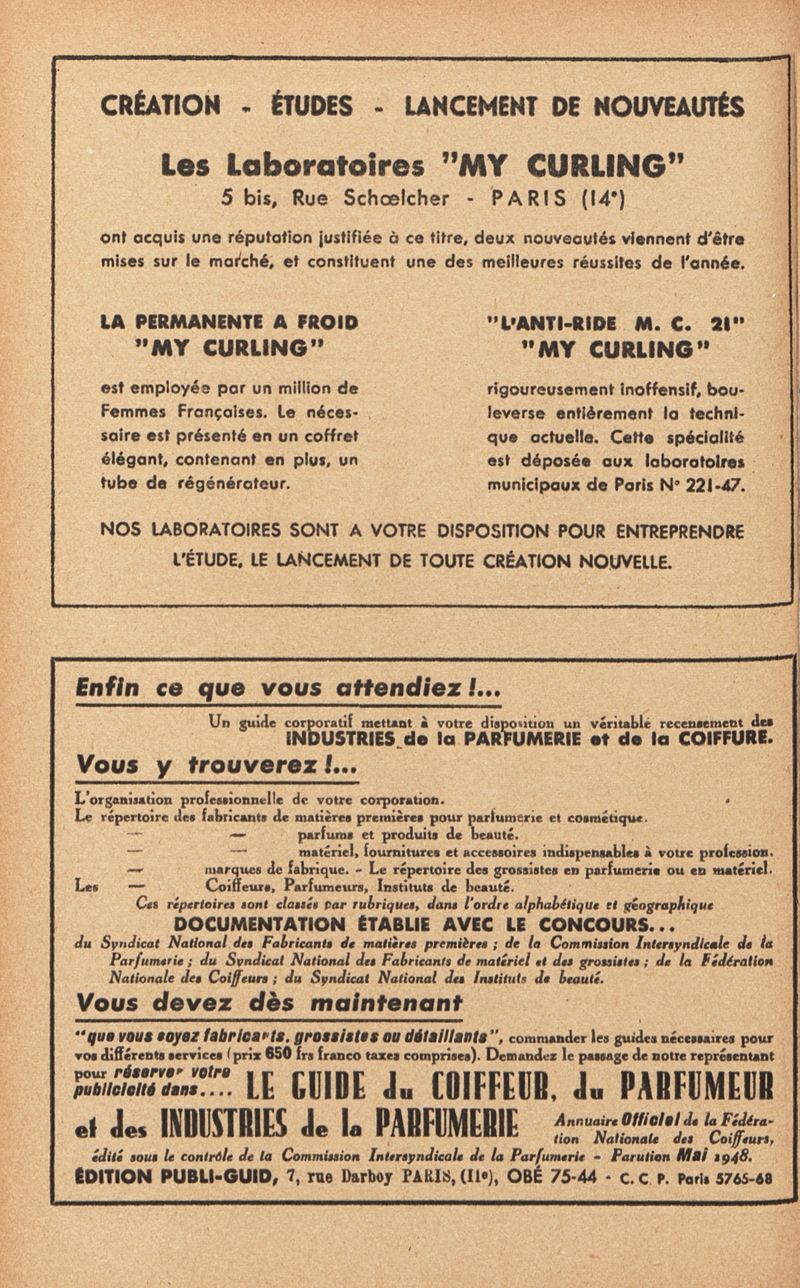 CRÉATION - ÉTUDES - LANCEMENT DE NOUVEAUTÉS
Les Laboratoires "MY CURLING"
5 bis, Rue Schœlcher - PARIS (14e)
ont acquis une réputation justifiée à ce titre, deux nouveautés viennent d'être
mises sur le marché, et constituent une des meilleures réussites de l'année.
LA PERMANENTE A FROID
"MY CURLING"
est employée par un million de
Femmes Françaises. Le néces-
saire est présenté en un coffret
élégant, contenant en plus, un
tube de régénérateur.
"L'ANTI-RIDE M. C. 21"
"MY CURLING"
rigoureusement inoffensif, bou-
leverse entièrement la techni-
que actuelle. Cette spécialité
est déposée aux laboratoires
municipaux de Paris N° 221-47.
NOS LABORATOIRES SONT A VOTRE DISPOSITION POUR ENTREPRENDRE
L'ÉTUDE, LE LANCEMENT DE TOUTE CRÉATION NOUVELLE.
Enfin ce que vous attendiez !...
Un guide corporatif mettant à votre disposition un véritable recensement des
INDUSTRIES de la PARFUMERIE et de la COIFFURE.
Vous y trouverez !...
L'organisation professionnelle de votre corporation.
Le répertoire des fabricants de matières premières pour parfumerie et cosmétique.
— — parfums et produits de beauté.
— — matériel, fournitures et accessoires indispensables à votre profession.
— marques de fabrique. - Le répertoire des grossistes en parfumerie ou en matériel.
Les — Coiffeurs, Parfumeurs, Instituts de beauté.
Ces répertoires sont classés par rubriques, dans l'ordre alphabétique et géographique
DOCUMENTATION ÉTABLIE AVEC LE CONCOURS...
du Syndicat National des Fabricants de matières premières ; de la Commission Intersyndicale de la
Parfumerie ; du Syndicat National des Fabricants de matériel et des grossistes ; de la Fédération
Nationale des Coiffeurs ; du Syndicat National des Instituts de beauté.
Vous devez dès maintenant
"que vous soyez fabricants, grossistes ou détaillants", commander les guides nécessaires pour
vos différents services (prix 650 frs franco taxes comprises). Demandez le passage de notre représentant
pour réserver votre
publicité dans.... LE GUIDE du COIFFEUR, du PARFUMEUR
et des INDUSTRIES de la PARFUMERIE Annuaire Officiel de la Fédéra-
tion Nationale des Coiffeurs,
édité sous le contrôle de la Commission Intersyndicale de la Parfumerie - Parution Mai 1948.
ÉDITION PUBLI-GUID, 7, rue Darboy PARIS, (11e), OBÉ 75-44 - C. C. P. Paris 5765-68